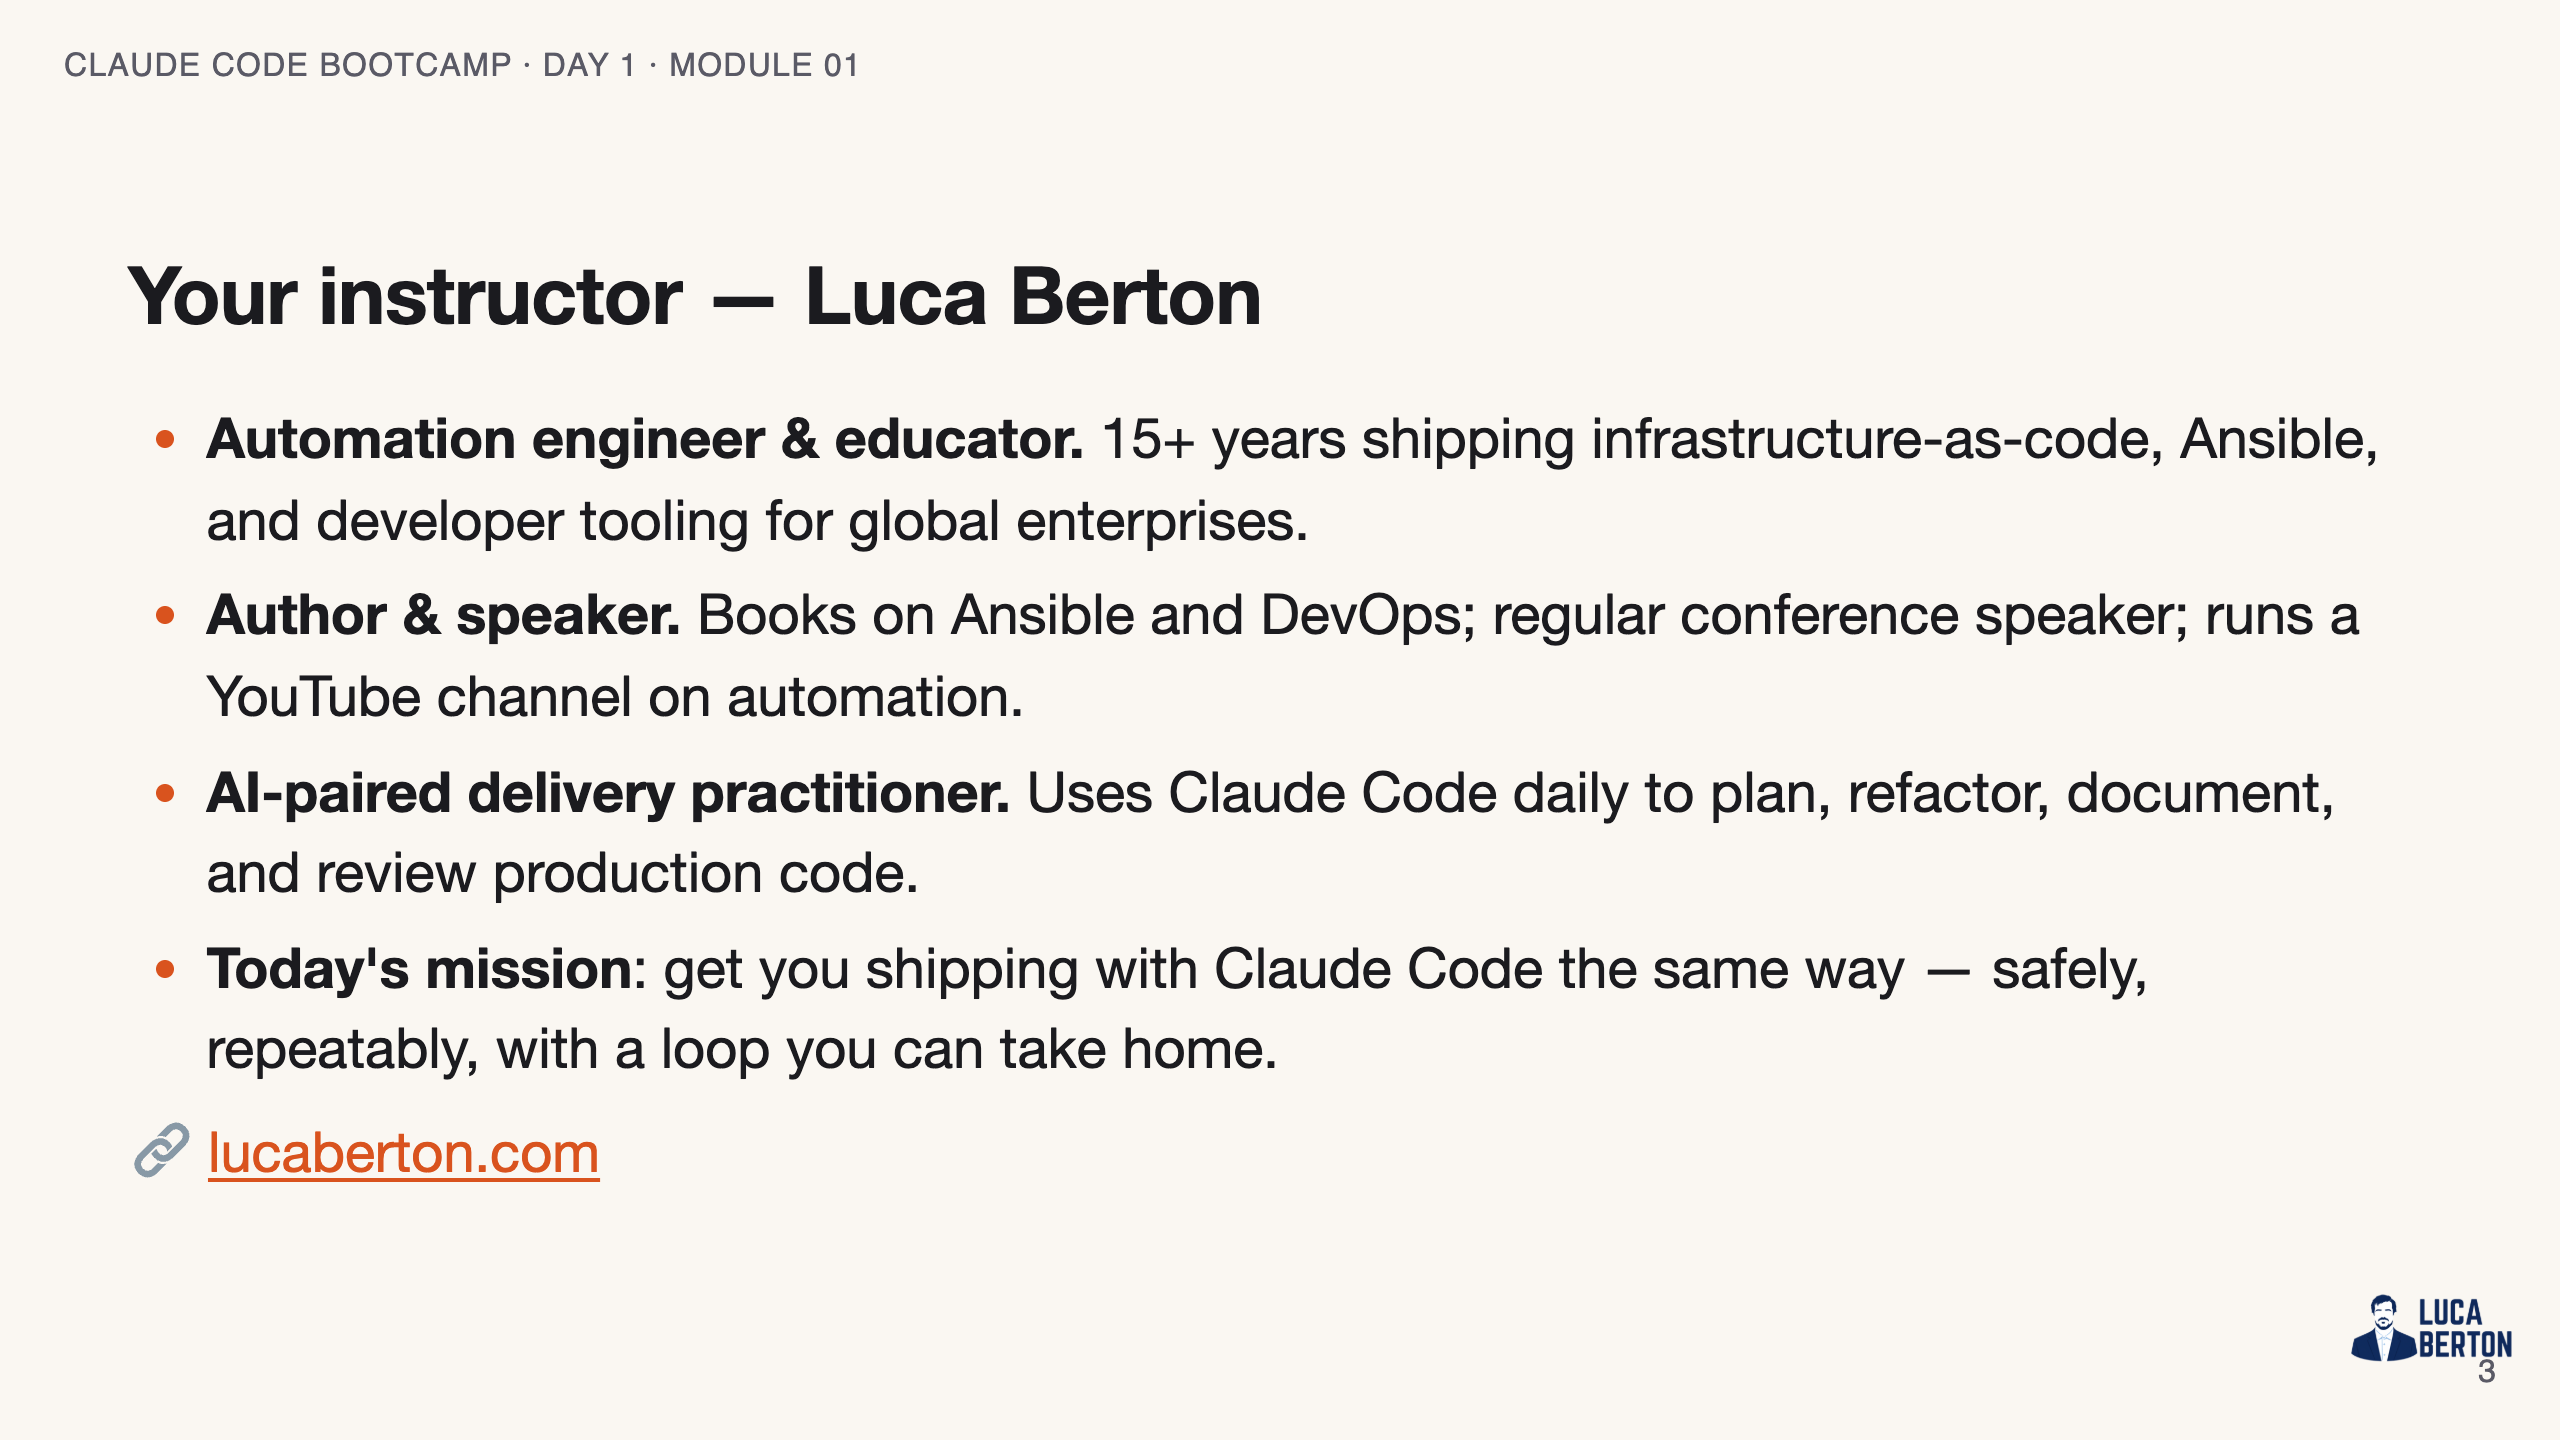 CLAUDE CODE BOOTCAMP · DAY 1 · MODULE 01
Your instructor — Luca Berton
• Automation engineer & educator. 15+ years shipping infrastructure-as-code, Ansible,
and developer tooling for global enterprises.
• Author & speaker. Books on Ansible and DevOps; regular conference speaker; runs a
YouTube channel on automation.
• AI-paired delivery practitioner. Uses Claude Code daily to plan, refactor, document,
and review production code.
• Today's mission: get you shipping with Claude Code the same way — safely,
repeatably, with a loop you can take home.
🔗 lucaberton.com
LUCA
BERTON
3